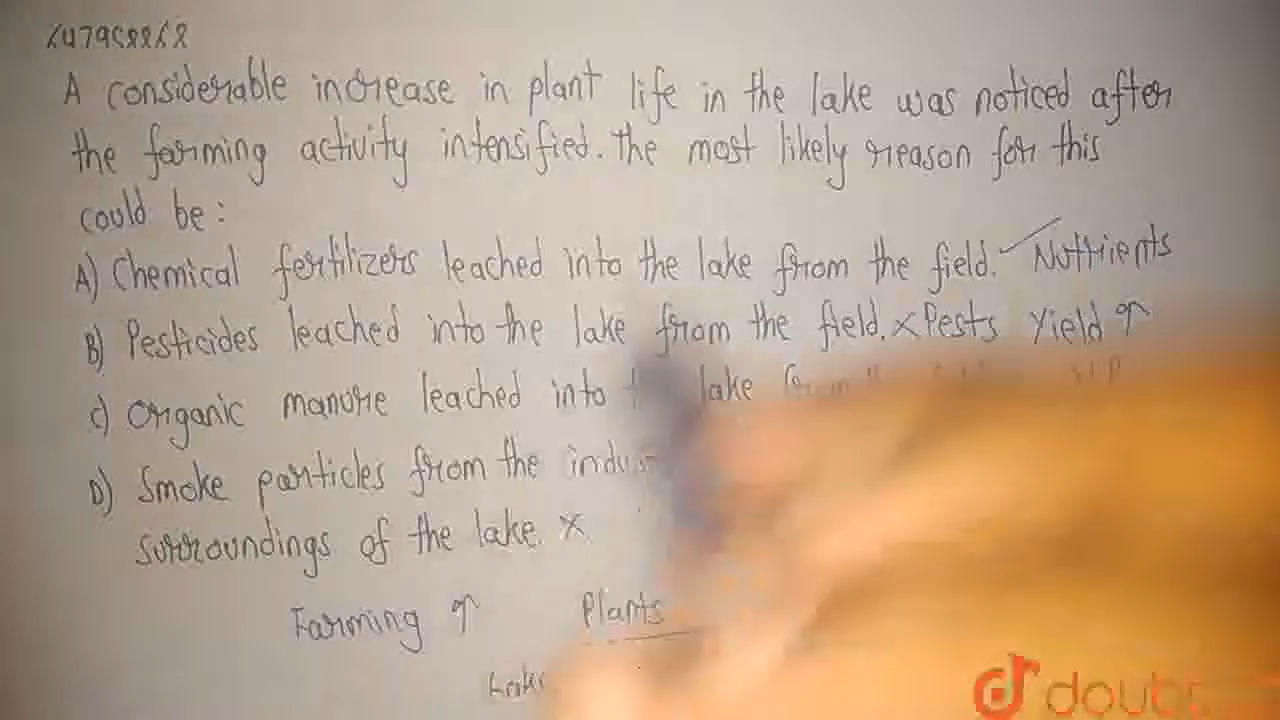 A considerable increase in plant life in the lake was noticed after
the farming activity intensified. The most likely reason for this
could be:
A) Chemical fertilizers leached into the lake from the field. ✓ Nutrients
B) Pesticides leached into the lake from the field. × Pests Yield ↑
C) Organic manure leached into lake
D) Smoke particles from the
surroundings of the lake. ×
Farming ↑ Plants
doubt